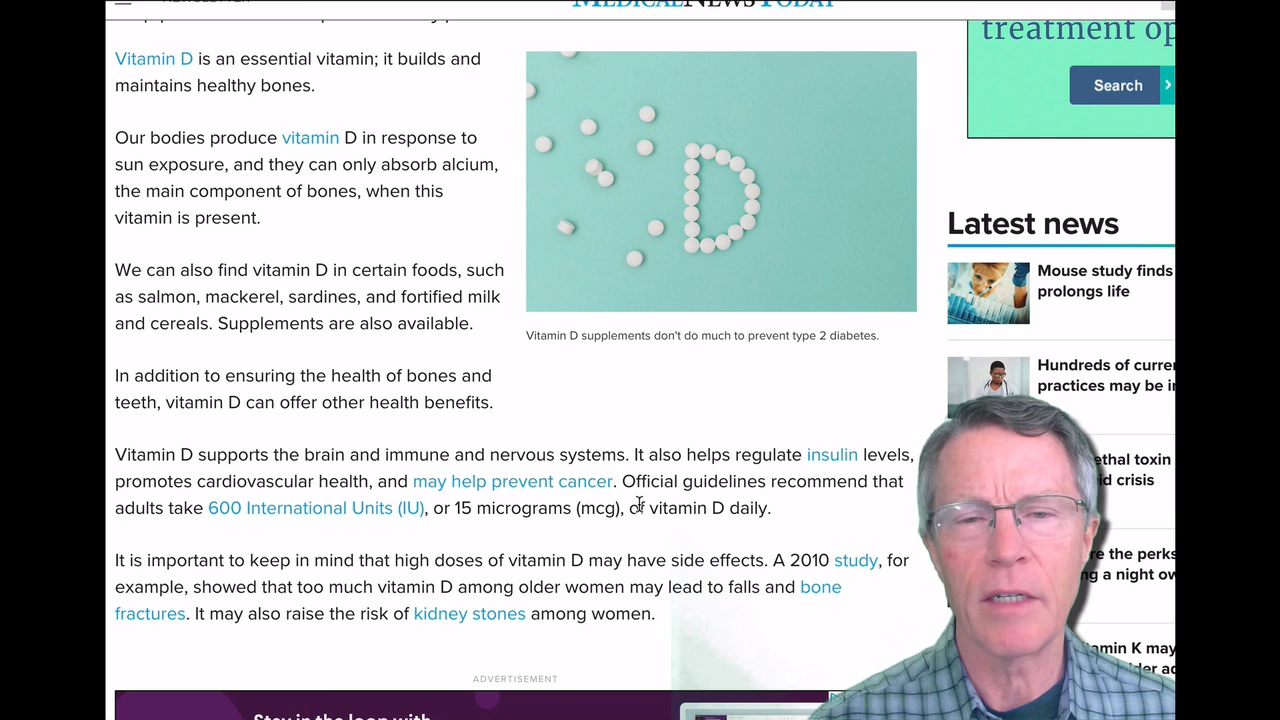 MEDICALNEWSTODAY
Vitamin D is an essential vitamin; it builds and
maintains healthy bones.
Our bodies produce vitamin D in response to
sun exposure, and they can only absorb alcium,
the main component of bones, when this
vitamin is present.
We can also find vitamin D in certain foods, such
as salmon, mackerel, sardines, and fortified milk
and cereals. Supplements are also available.
In addition to ensuring the health of bones and
teeth, vitamin D can offer other health benefits.
D
Vitamin D supplements don't do much to prevent type 2 diabetes.
Vitamin D supports the brain and immune and nervous systems. It also helps regulate insulin levels,
promotes cardiovascular health, and may help prevent cancer. Official guidelines recommend that
adults take 600 International Units (IU), or 15 micrograms (mcg), of vitamin D daily.
It is important to keep in mind that high doses of vitamin D may have side effects. A 2010 study, for
example, showed that too much vitamin D among older women may lead to falls and bone
fractures. It may also raise the risk of kidney stones among women.
ADVERTISEMENT
Stay in the loop with
treatment op
Search
Latest news
Mouse study finds
prolongs life
Hundreds of curre
practices may be i
ethal toxin
id crisis
re the perks
g a night ow
amin K may
der ad